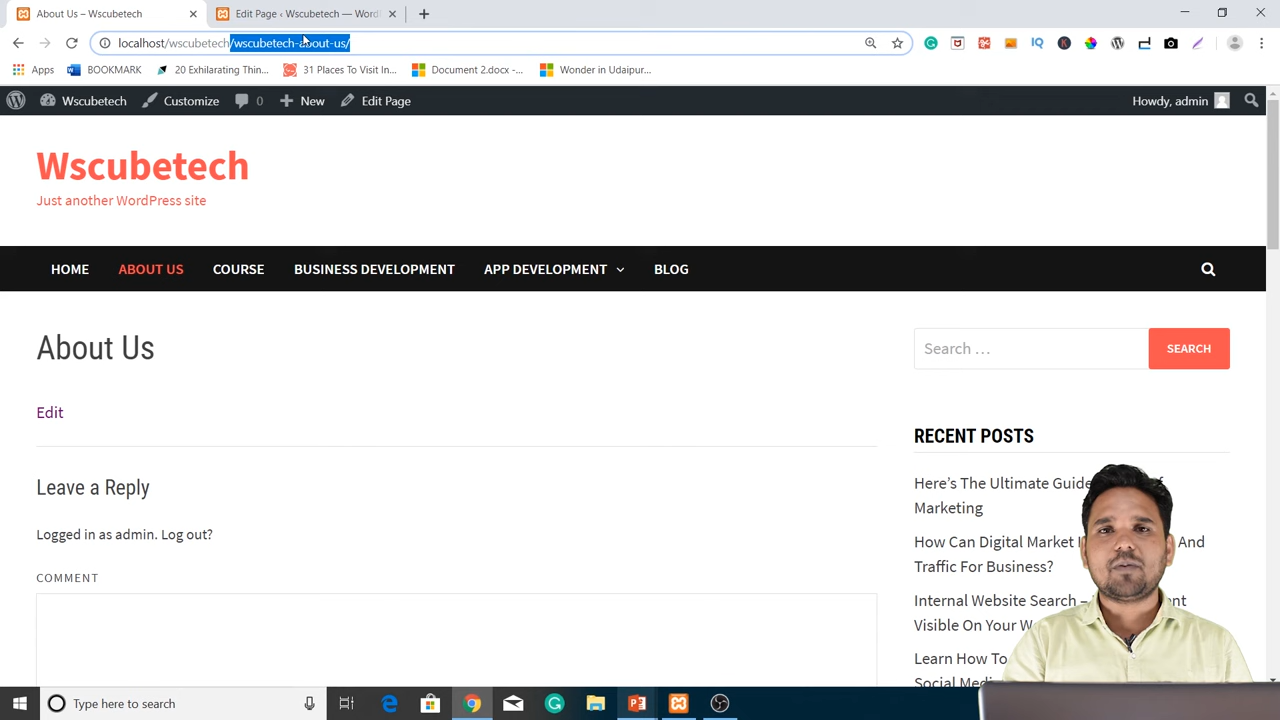 About Us – Wscubetech
Edit Page ‹ Wscubetech — Word
localhost/wscubetech/wscubetech-about-us/
Apps
BOOKMARK
20 Exhilarating Thin...
31 Places To Visit In...
Document 2.docx -...
Wonder in Udaipur...
Wscubetech
Customize
0
New
Edit Page
Howdy, admin
Wscubetech
Just another WordPress site
HOME
ABOUT US
COURSE
BUSINESS DEVELOPMENT
APP DEVELOPMENT
BLOG
About Us
Search …
SEARCH
Edit
RECENT POSTS
Here’s The Ultimate Guide
Marketing
Leave a Reply
Logged in as admin. Log out?
How Can Digital Market And
Traffic For Business?
COMMENT
Internal Website Search –
Visible On Your
Learn How To
Social
Type here to search